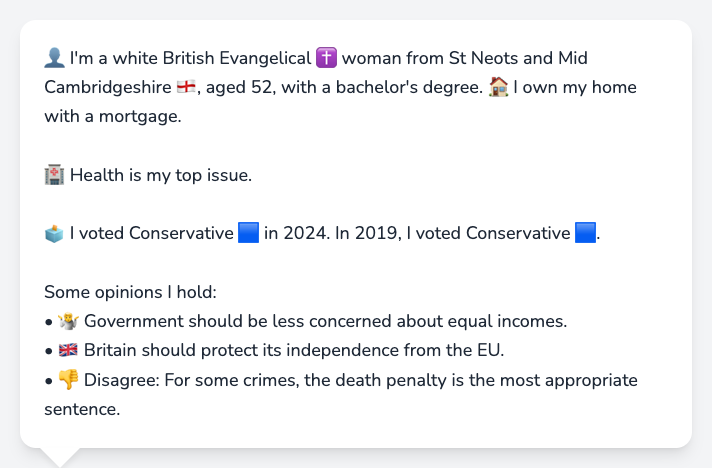 👤 I'm a white British Evangelical ✝️ woman from St Neots and Mid
Cambridgeshire 🏴󠁧󠁢󠁥󠁮󠁧󠁿, aged 52, with a bachelor's degree. 🏠 I own my home
with a mortgage.
🏥 Health is my top issue.
🗳️ I voted Conservative 🟦 in 2024. In 2019, I voted Conservative 🟦.
Some opinions I hold:
• 🤷 Government should be less concerned about equal incomes.
• 🇬🇧 Britain should protect its independence from the EU.
• 👎 Disagree: For some crimes, the death penalty is the most appropriate
sentence.